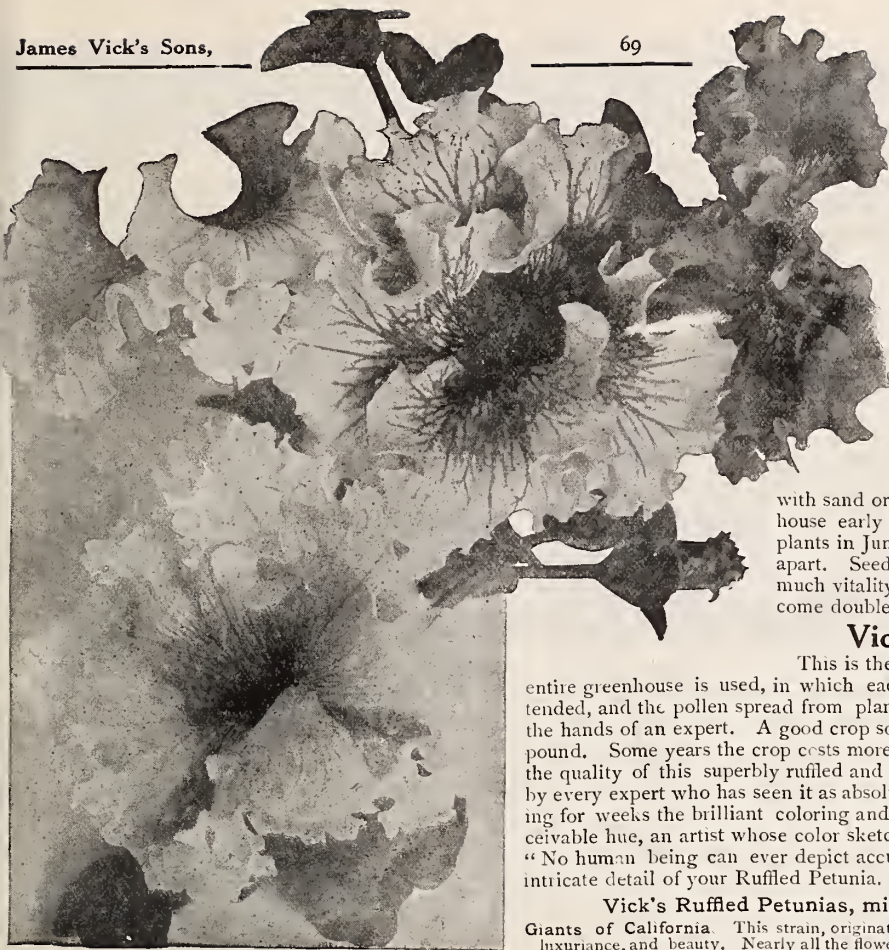 James Vick's Sons,
69
with sand or
house early
plants in Jun
apart. Seed
much vitality
come double
Vic
This is the
entire greenhouse is used, in which eac
tended, and the pollen spread from plan
the hands of an expert. A good crop so
pound. Some years the crop costs more
the quality of this superbly ruffled and
by every expert who has seen it as absol
ing for weeks the brilliant coloring and
ceivable hue, an artist whose color sketc
" No human being can ever depict accu
intricate detail of your Ruffled Petunia.
Vick's Ruffled Petunias, mi
Giants of California. This strain, origina
luxuriance, and beauty. Nearly all the flow